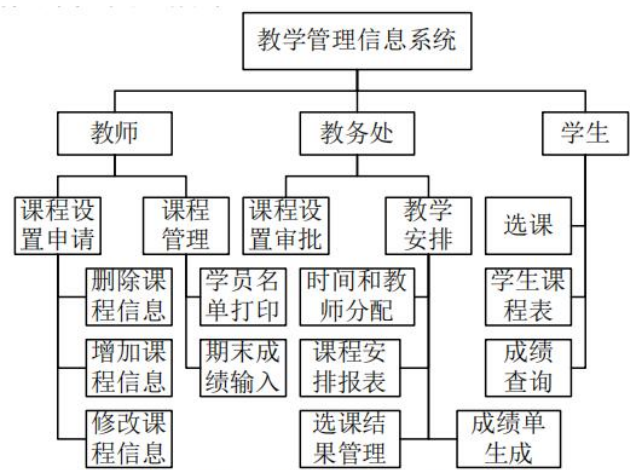 教学管理信息系统
教师
教务处
学生
课程设
置申请
课程
管理
课程设
置审批
教学
安排
选课
删除课
程信息
学员名
单打印
时间和教
师分配
学生课
程表
增加课
程信息
期末成
绩输入
课程安
排报表
成绩
查询
修改课
程信息
选课结
果管理
成绩单
生成